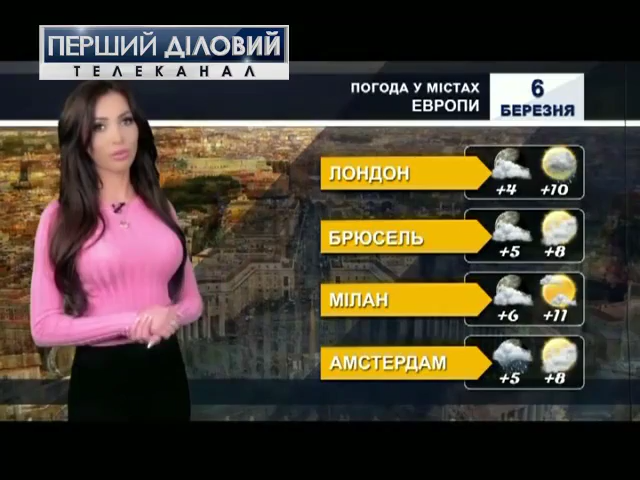 ПЕРШИЙ ДІЛОВИЙ
ТЕЛЕКАНАЛ
ПОГОДА У МІСТАХ
ЕВРОПИ
6
БЕРЕЗНЯ
ЛОНДОН
+4 +10
БРЮСЕЛЬ
+5 +8
МІЛАН
+6 +11
АМСТЕРДАМ
+5 +8